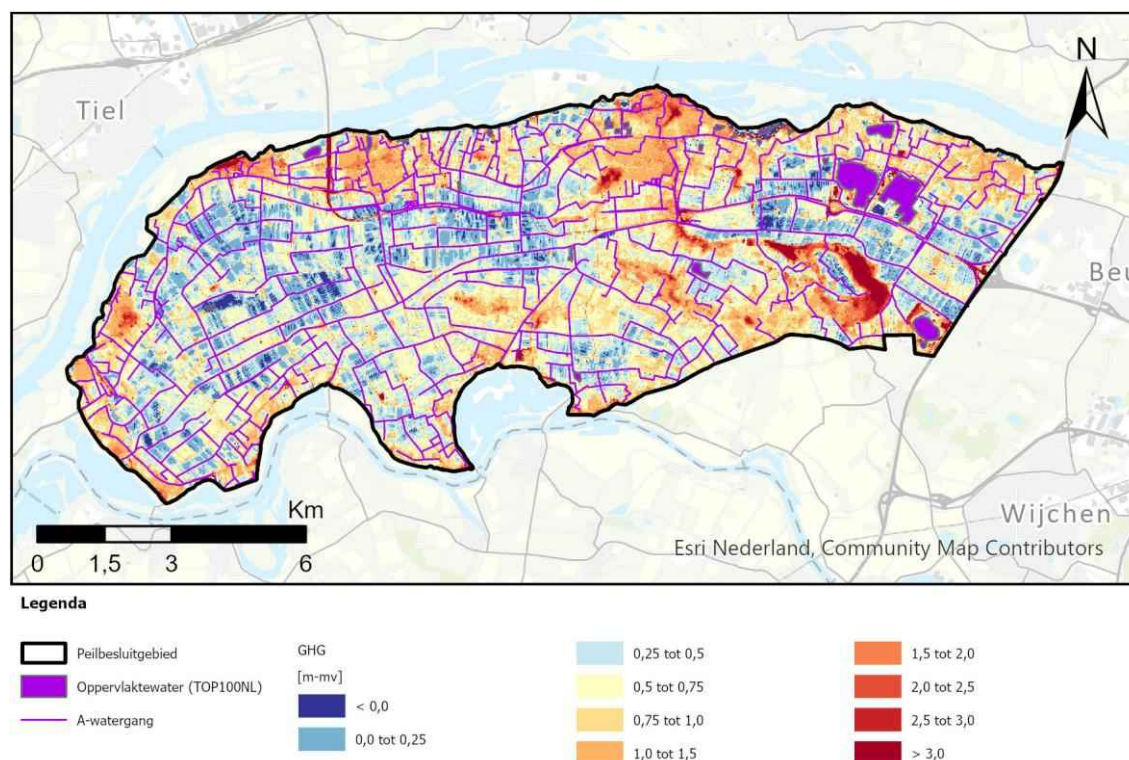 N
Tiel
Beu
Wijchen
Km
0 1,5 3 6
Esri Nederland, Community Map Contributors
Legenda
Peilbesluitgebied
Oppervlaktewater (TOP100NL)
A-watergang
GHG
[m-mv]
< 0,0
0,0 tot 0,25
0,25 tot 0,5
0,5 tot 0,75
0,75 tot 1,0
1,0 tot 1,5
1,5 tot 2,0
2,0 tot 2,5
2,5 tot 3,0
> 3,0